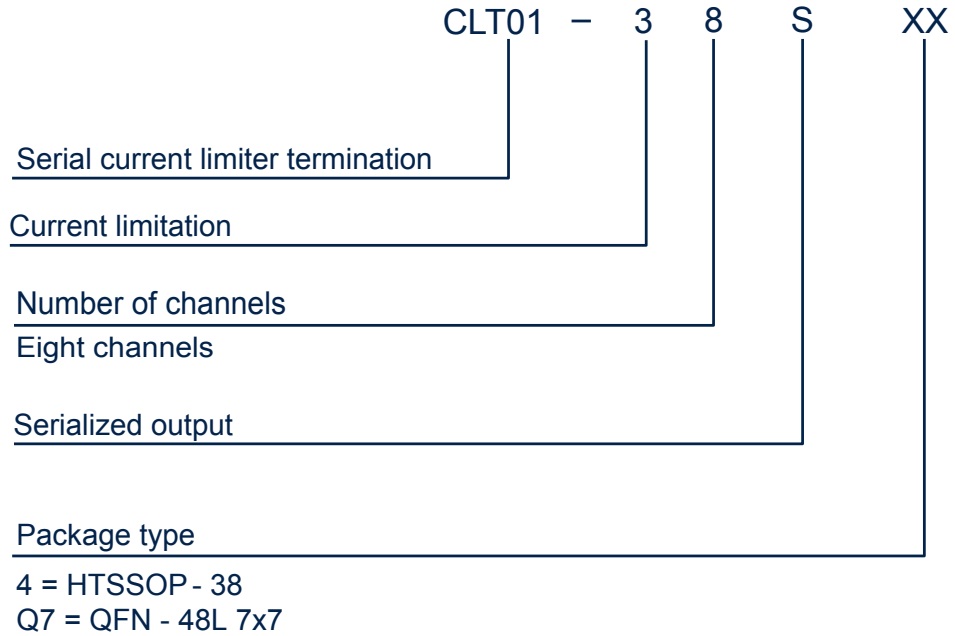 CLT01 – 3 8 S XX
Serial current limiter termination
Current limitation
Number of channels
Eight channels
Serialized output
Package type
4 = HTSSOP - 38
Q7 = QFN - 48L 7x7